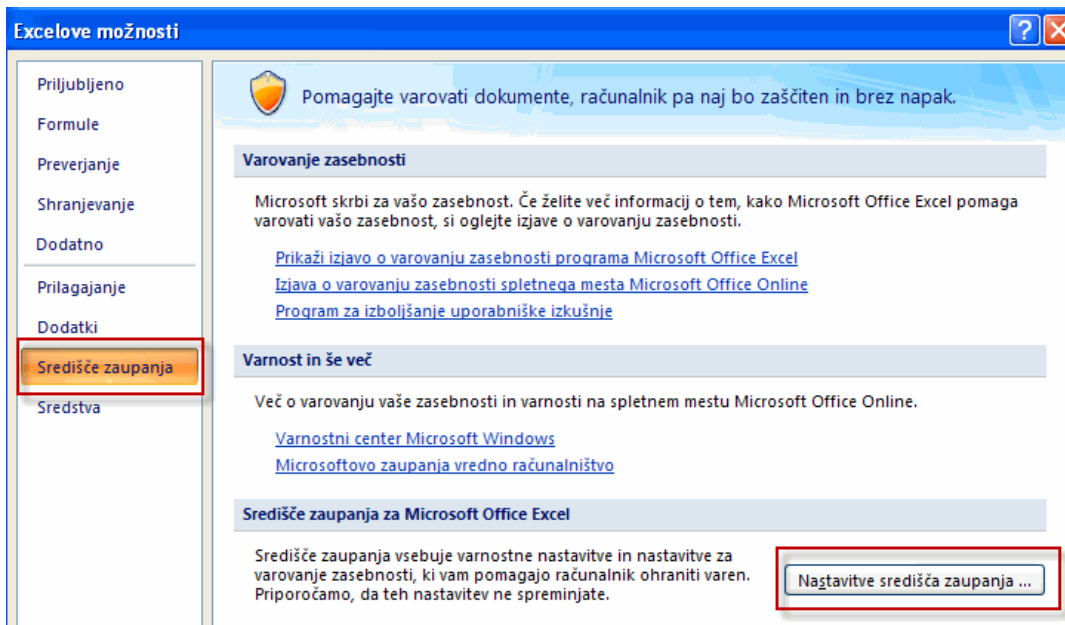 Excelove možnosti
Priljubljeno
Formule
Preverjanje
Shranjevanje
Dodatno
Prilagajanje
Dodatki
Središče zaupanja
Sredstva
Pomagajte varovati dokumente, računalnik pa naj bo zaščiten in brez napak.
Varovanje zasebnosti
Microsoft skrbi za vašo zasebnost. Če želite več informacij o tem, kako Microsoft Office Excel pomaga
varovati vašo zasebnost, si oglejte izjave o varovanju zasebnosti.
Prikaži izjavo o varovanju zasebnosti programa Microsoft Office Excel
Izjava o varovanju zasebnosti spletnega mesta Microsoft Office Online
Program za izboljšanje uporabniške izkušnje
Varnost in še več
Več o varovanju vaše zasebnosti in varnosti na spletnem mestu Microsoft Office Online.
Varnostni center Microsoft Windows
Microsoftovo zaupanja vredno računalništvo
Središče zaupanja za Microsoft Office Excel
Središče zaupanja vsebuje varnostne nastavitve in nastavitve za
varovanje zasebnosti, ki vam pomagajo računalnik ohraniti varen.
Priporočamo, da teh nastavitev ne spreminjate.
Nastavitve središča zaupanja ...